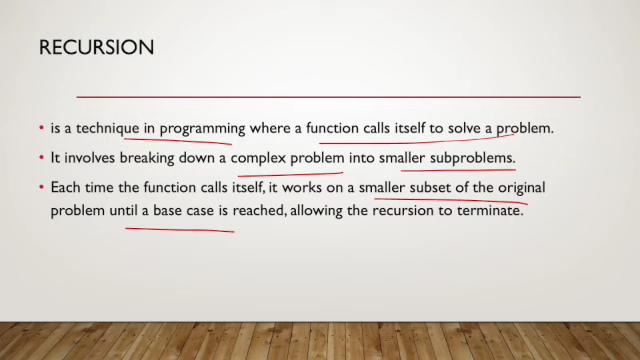 RECURSION
• is a technique in programming where a function calls itself to solve a problem.
• It involves breaking down a complex problem into smaller subproblems.
• Each time the function calls itself, it works on a smaller subset of the original
problem until a base case is reached, allowing the recursion to terminate.